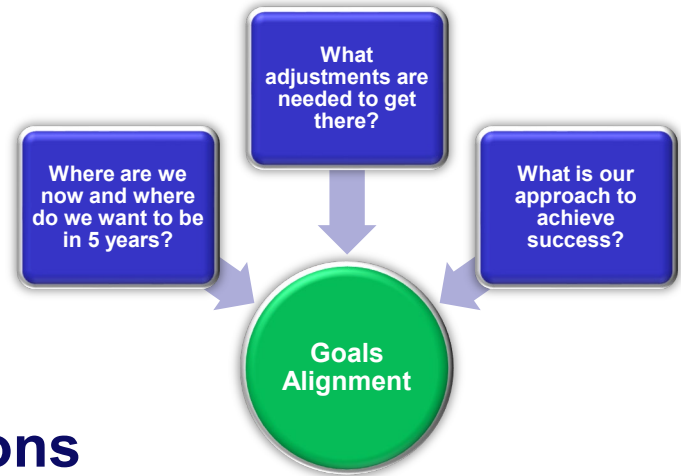 What
adjustments are
needed to get
there?
Where are we
now and where
do we want to be
in 5 years?
What is our
approach to
achieve
success?
Goals
Alignment
ons